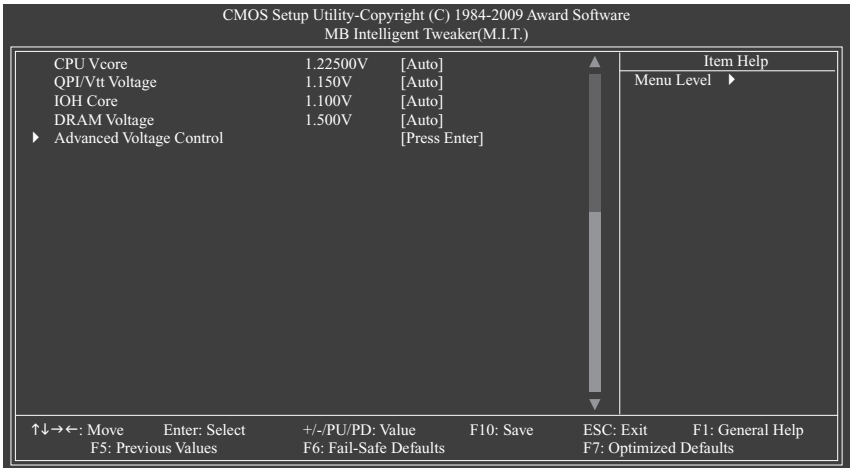 CMOS Setup Utility-Copyright (C) 1984-2009 Award Software
MB Intelligent Tweaker(M.I.T.)
CPU Vcore 1.22500V [Auto]
QPI/Vtt Voltage 1.150V [Auto]
IOH Core 1.100V [Auto]
DRAM Voltage 1.500V [Auto]
Advanced Voltage Control [Press Enter]
Item Help
Menu Level
↑↓→←: Move Enter: Select +/-/PU/PD: Value F10: Save ESC: Exit F1: General Help
F5: Previous Values F6: Fail-Safe Defaults F7: Optimized Defaults